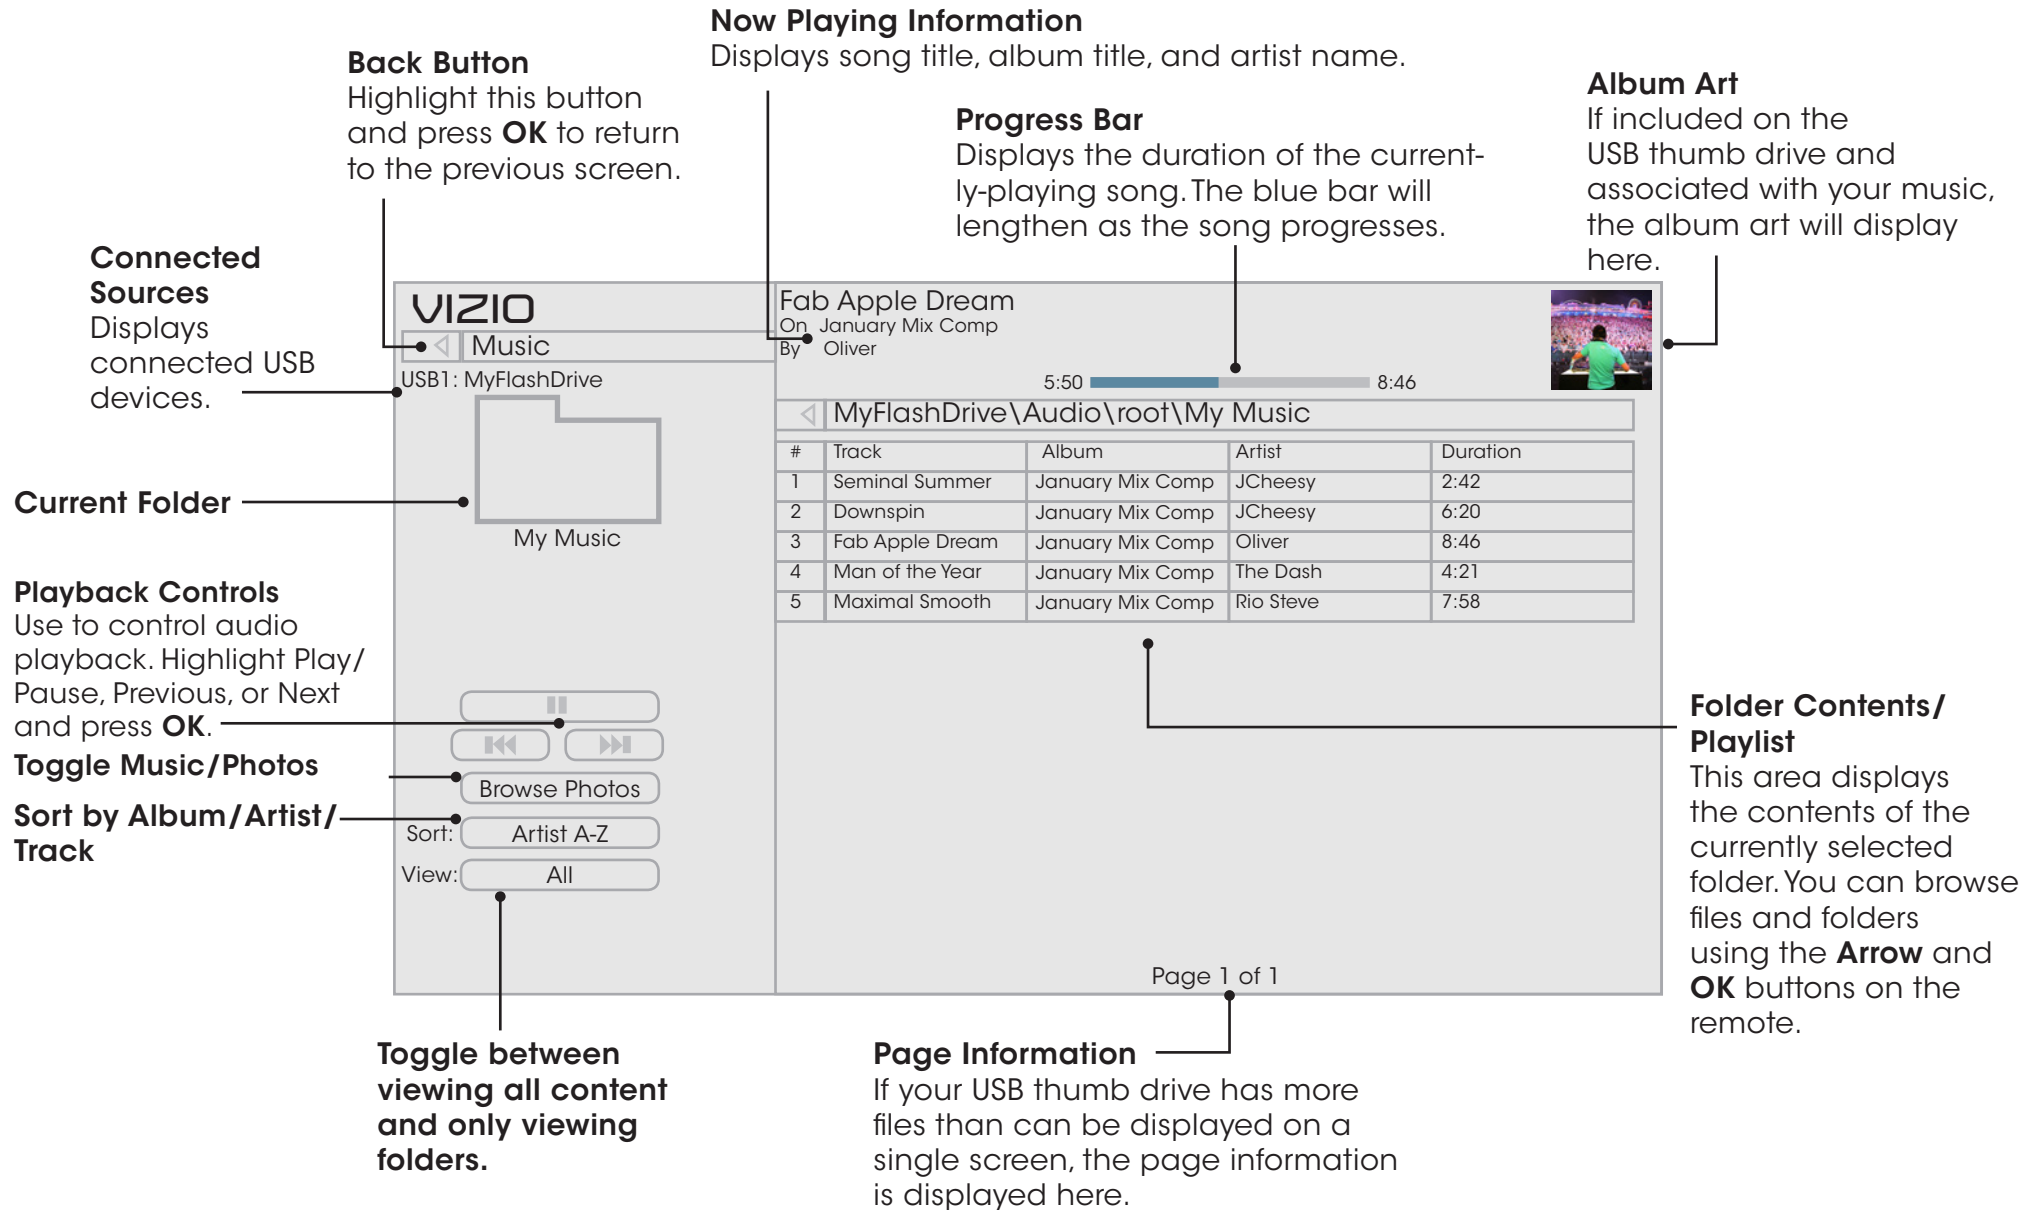 Now Playing Information
Displays song title, album title, and artist name.
Back Button
Highlight this button
and press OK to return
to the previous screen.
Progress Bar
Displays the duration of the current-
ly-playing song. The blue bar will
lengthen as the song progresses.
Album Art
If included on the
USB thumb drive and
associated with your music,
the album art will display
here.
Connected
Sources
Displays
connected USB
devices.
Current Folder
Playback Controls
Use to control audio
playback. Highlight Play/
Pause, Previous, or Next
and press OK.
Toggle Music/Photos
Sort by Album/Artist/
Track
VIZIO
Music
USB1: MyFlashDrive
My Music
Browse Photos
Sort: Artist A-Z
View: All
Fab Apple Dream
On January Mix Comp
By Oliver
5:50 8:46
MyFlashDrive\Audio\root\My Music
# Track Album Artist Duration
1 Seminal Summer January Mix Comp JCheesy 2:42
2 Downspin January Mix Comp JCheesy 6:20
3 Fab Apple Dream January Mix Comp Oliver 8:46
4 Man of the Year January Mix Comp The Dash 4:21
5 Maximal Smooth January Mix Comp Rio Steve 7:58
Page 1 of 1
Folder Contents/
Playlist
This area displays
the contents of the
currently selected
folder. You can browse
files and folders
using the Arrow and
OK buttons on the
remote.
Toggle between
viewing all content
and only viewing
folders.
Page Information
If your USB thumb drive has more
files than can be displayed on a
single screen, the page information
is displayed here.